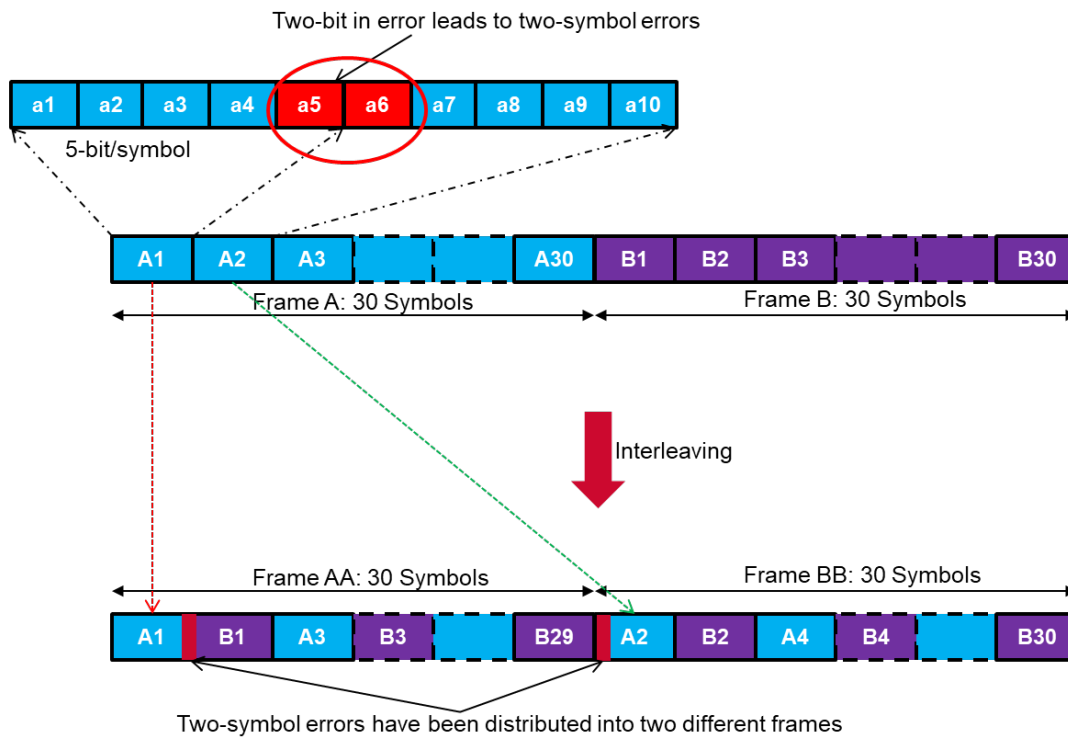 Two-bit in error leads to two-symbol errors
a1 a2 a3 a4 a5 a6 a7 a8 a9 a10
5-bit/symbol
A1 A2 A3 A30 B1 B2 B3 B30
Frame A: 30 Symbols Frame B: 30 Symbols
Interleaving
Frame AA: 30 Symbols Frame BB: 30 Symbols
A1 B1 A3 B3 B29 A2 B2 A4 B4 B30
Two-symbol errors have been distributed into two different frames